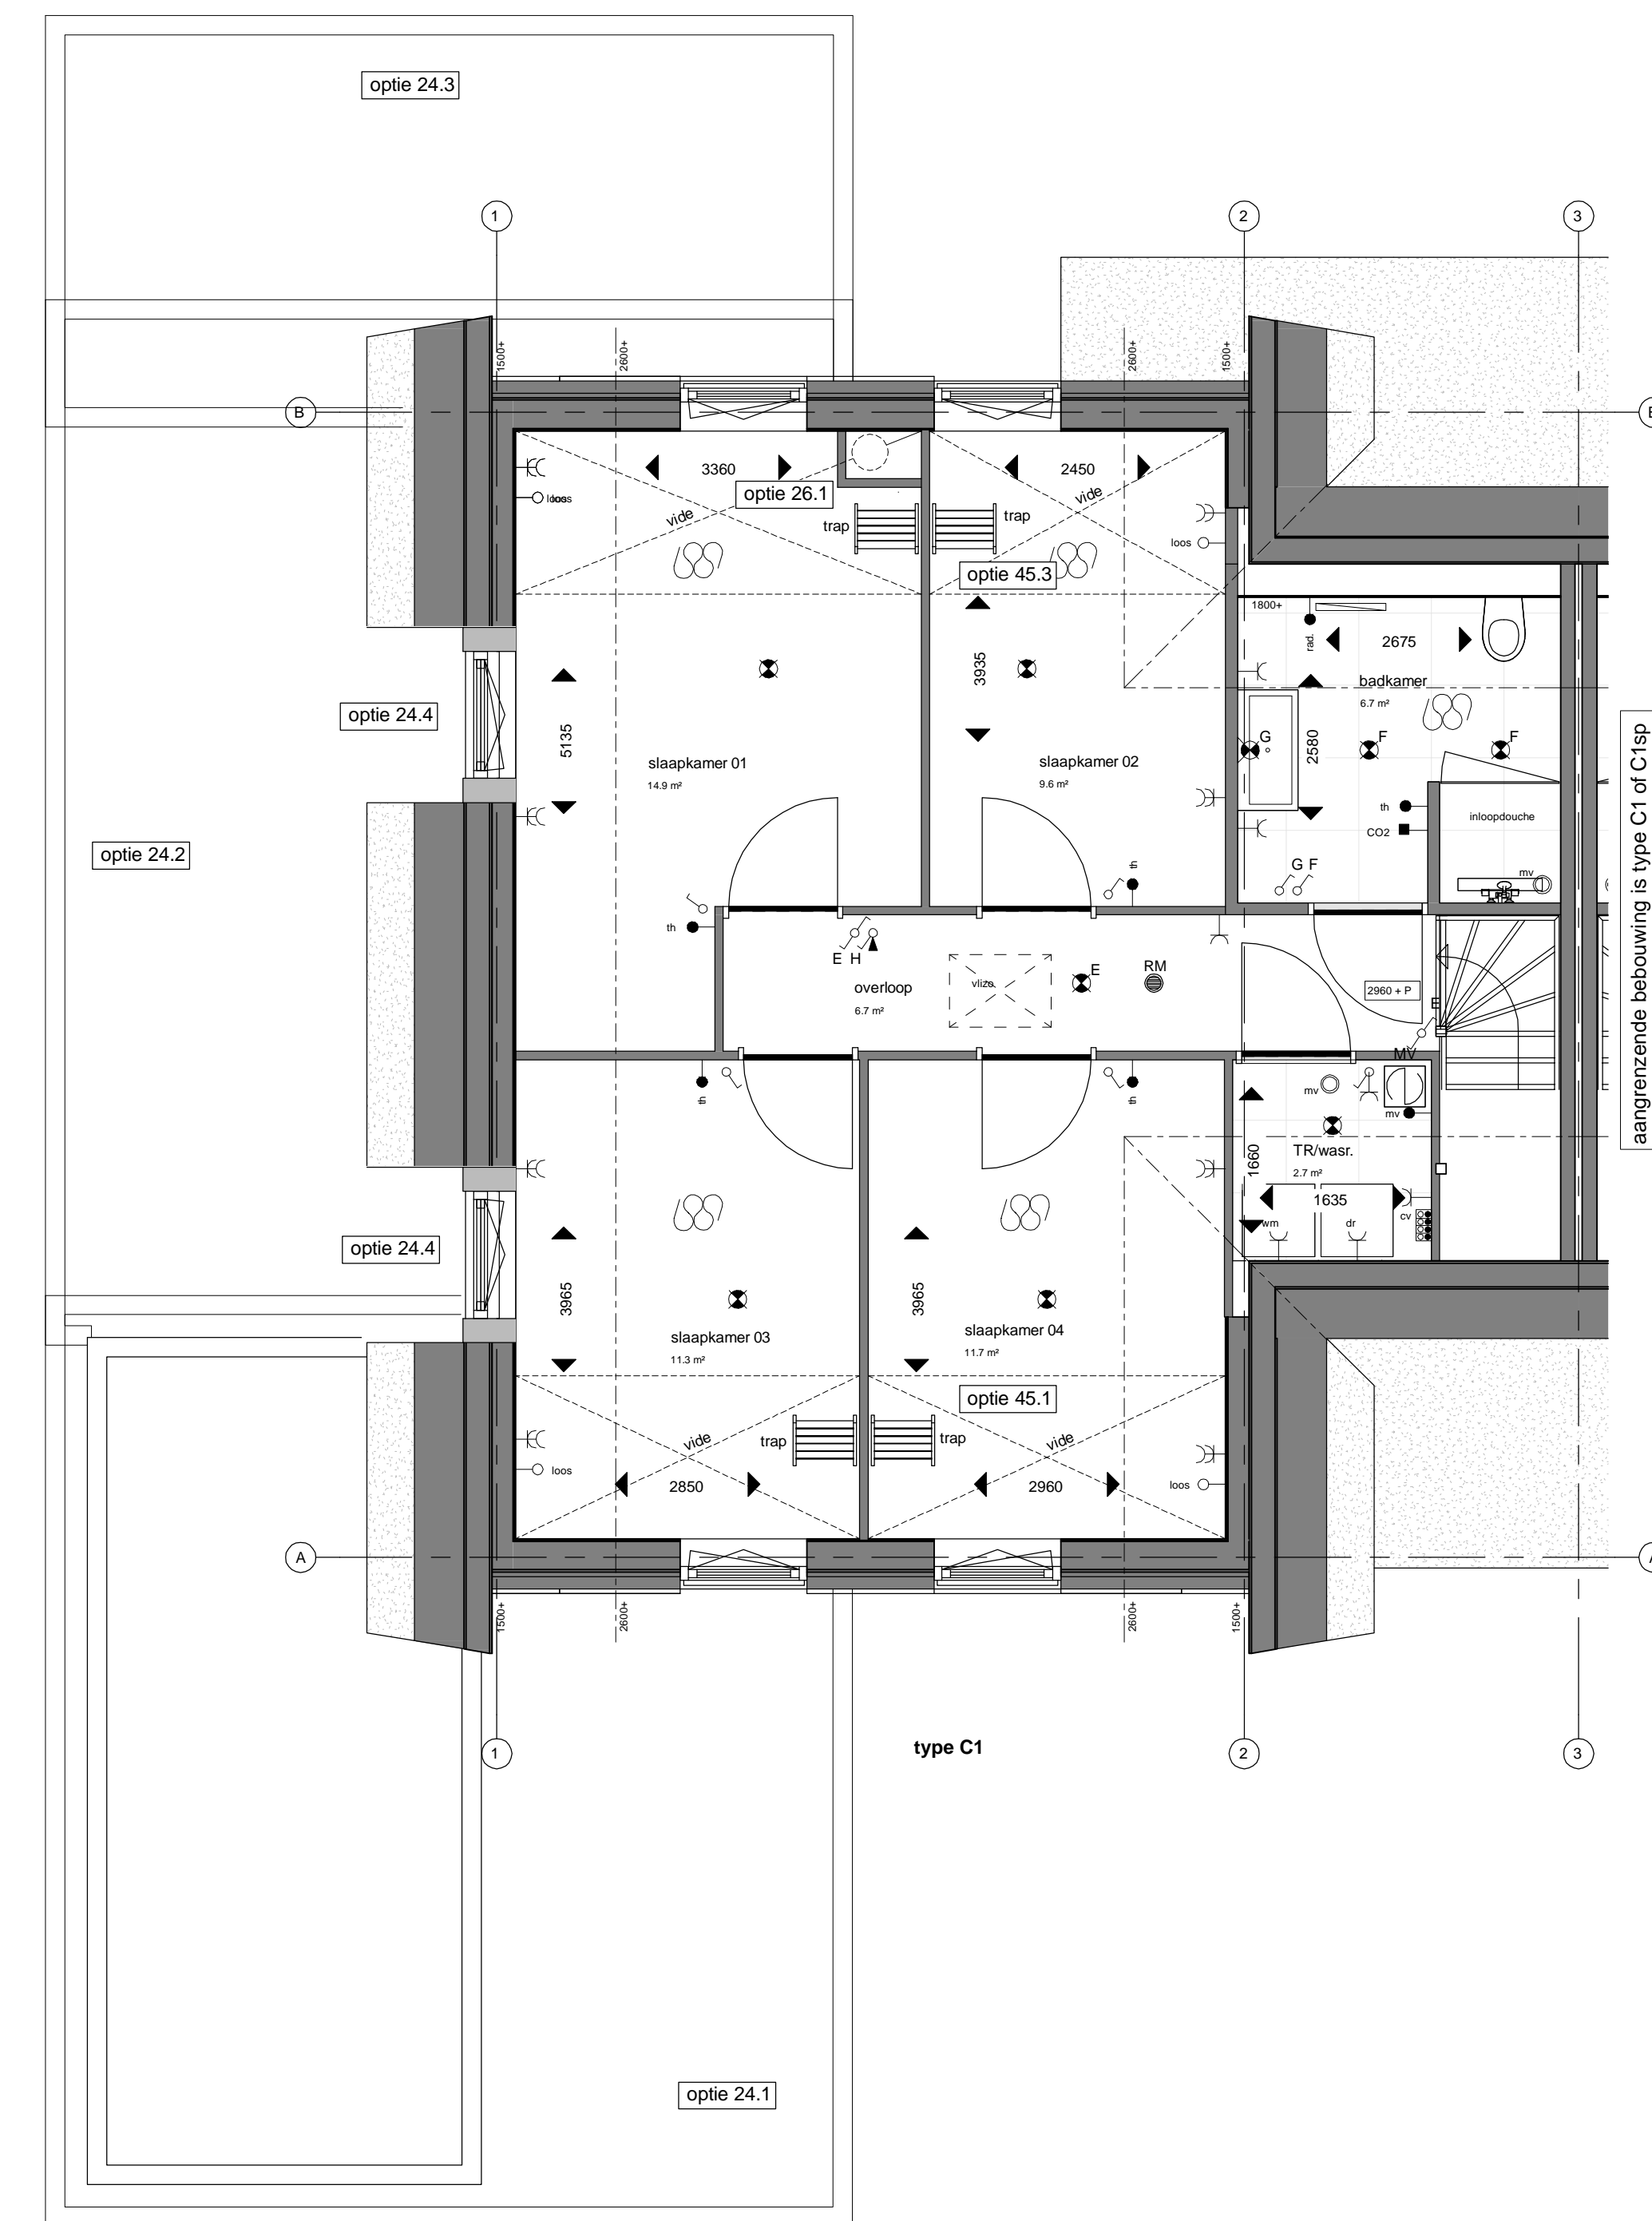 optie 24.3
1
2
3
1500+
2600+
2600+
1500+
B
3360
2450
optie 26.1
vide
vide
loos
trap
trap
loos
optie 45.3
1800+
rad.
2675
3935
badkamer
6.7 m²
optie 24.4
5135
2580
G
F
F
slaapkamer 01
14.9 m²
slaapkamer 02
9.6 m²
aangrenzende bebouwing is type C1 of C1sp
optie 24.2
th
CO2
inloopdouche
mv
th
G F
th
E H
E
RM
overloop
6.7 m²
vlizo
2960 + P
E
MV
th
th
mv
mv
TR/wasr.
2.7 m²
1660
1635
wm
dr
cv
optie 24.4
3965
3965
slaapkamer 03
11.3 m²
slaapkamer 04
11.7 m²
optie 45.1
vide
trap
trap
vide
loos
loos
2850
2960
A
1500+
2600+
2600+
1500+
type C1
1
2
3
optie 24.1